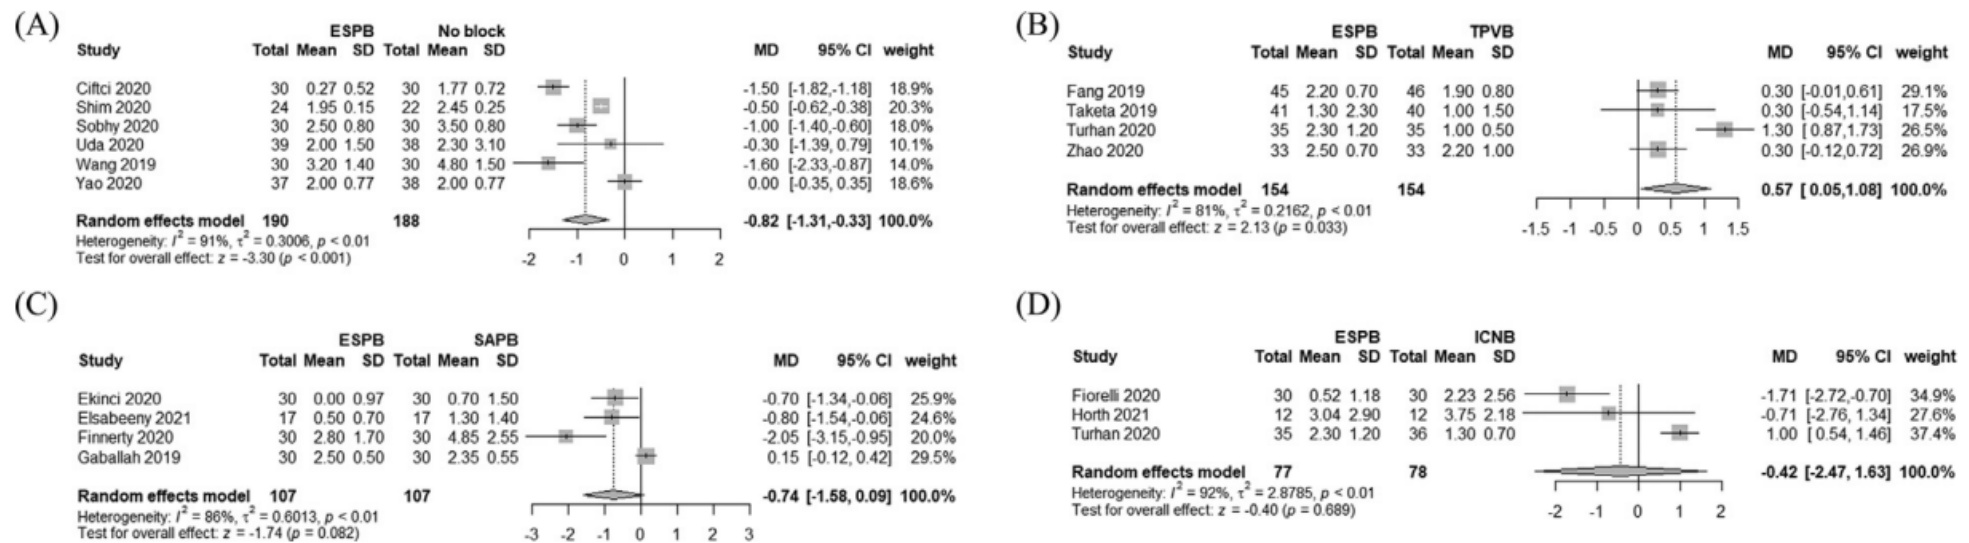 (A)
ESPB No block
Study Total Mean SD Total Mean SD MD 95% CI weight
Ciftci 2020 30 0.27 0.52 30 1.77 0.72 -1.50 [-1.82,-1.18] 18.9%
Shim 2020 24 1.95 0.15 22 2.45 0.25 -0.50 [-0.62,-0.38] 20.3%
Sobhy 2020 30 2.50 0.80 30 3.50 0.80 -1.00 [-1.40,-0.60] 18.0%
Uda 2020 39 2.00 1.50 38 2.30 3.10 -0.30 [-1.39, 0.79] 10.1%
Wang 2019 30 3.20 1.40 30 4.80 1.50 -1.60 [-2.33,-0.87] 14.0%
Yao 2020 37 2.00 0.77 38 2.00 0.77 0.00 [-0.35, 0.35] 18.6%
Random effects model 190 188 -0.82 [-1.31,-0.33] 100.0%
Heterogeneity: I² = 91%, τ² = 0.3006, p < 0.01
Test for overall effect: z = -3.30 (p < 0.001)
-2 -1 0 1 2
(B)
ESPB TPVB
Study Total Mean SD Total Mean SD MD 95% CI weight
Fang 2019 45 2.20 0.70 46 1.90 0.80 0.30 [-0.01,0.61] 29.1%
Taketa 2019 41 1.30 2.30 40 1.00 1.50 0.30 [-0.54,1.14] 17.5%
Turhan 2020 35 2.30 1.20 35 1.00 0.50 1.30 [0.87,1.73] 26.5%
Zhao 2020 33 2.50 0.70 33 2.20 1.00 0.30 [-0.12,0.72] 26.9%
Random effects model 154 154 0.57 [ 0.05,1.08] 100.0%
Heterogeneity: I² = 81%, τ² = 0.2162, p < 0.01
Test for overall effect: z = 2.13 (p = 0.033)
-1.5 -1 -0.5 0 0.5 1 1.5
(C)
ESPB SAPB
Study Total Mean SD Total Mean SD MD 95% CI weight
Ekinci 2020 30 0.00 0.97 30 0.70 1.50 -0.70 [-1.34,-0.06] 25.9%
Elsabeeny 2021 17 0.50 0.70 17 1.30 1.40 -0.80 [-1.54,-0.06] 24.6%
Finnerty 2020 30 2.80 1.70 30 4.85 2.55 -2.05 [-3.15,-0.95] 20.0%
Gaballah 2019 30 2.50 0.50 30 2.35 0.55 0.15 [-0.12, 0.42] 29.5%
Random effects model 107 107 -0.74 [-1.58, 0.09] 100.0%
Heterogeneity: I² = 86%, τ² = 0.6013, p < 0.01
Test for overall effect: z = -1.74 (p = 0.082)
-3 -2 -1 0 1 2 3
(D)
ESPB ICNB
Study Total Mean SD Total Mean SD MD 95% CI weight
Fiorelli 2020 30 0.52 1.18 30 2.23 2.56 -1.71 [-2.72,-0.70] 34.9%
Horth 2021 12 3.04 2.90 12 3.75 2.18 -0.71 [-2.76, 1.34] 27.6%
Turhan 2020 35 2.30 1.20 36 1.30 0.70 1.00 [ 0.54, 1.46] 37.4%
Random effects model 77 78 -0.42 [-2.47, 1.63] 100.0%
Heterogeneity: I² = 92%, τ² = 2.8785, p < 0.01
Test for overall effect: z = -0.40 (p = 0.689)
-2 -1 0 1 2